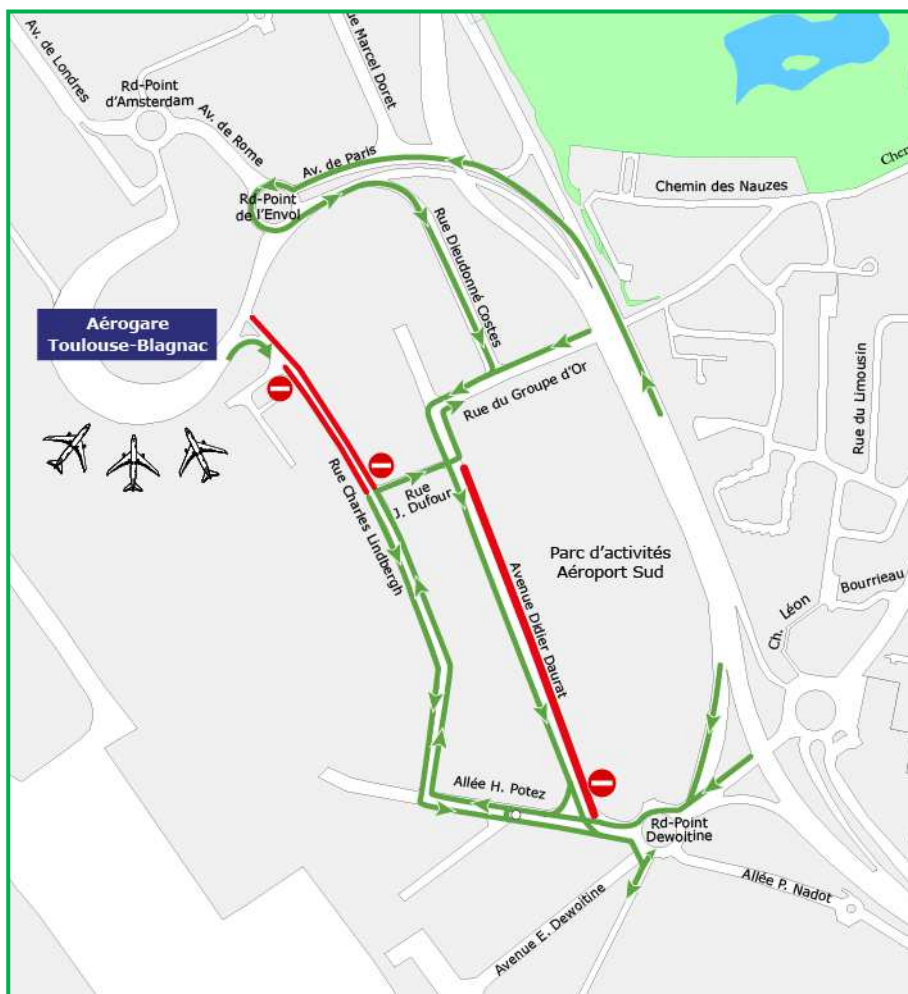 Av. de Londres
Rd-Point
d'Amsterdam
Av. de Rome
Rue Marcel Doret
Av. de Paris
Rd-Point
de l'Envol
Rue Dieudonné Costes
Chemin des Nauzes
Aérogare
Toulouse-Blagnac
Rue du Groupe d'Or
Rue du Limousin
Rue Charles Lindbergh
Rue
J. Dufour
Parc d'activités
Aéroport Sud
Avenue Didier Daurat
Ch. Léon
Bourrieau
Allée H. Potez
Rd-Point
Dewoitine
Avenue E. Dewoitine
Allée P. Nadot